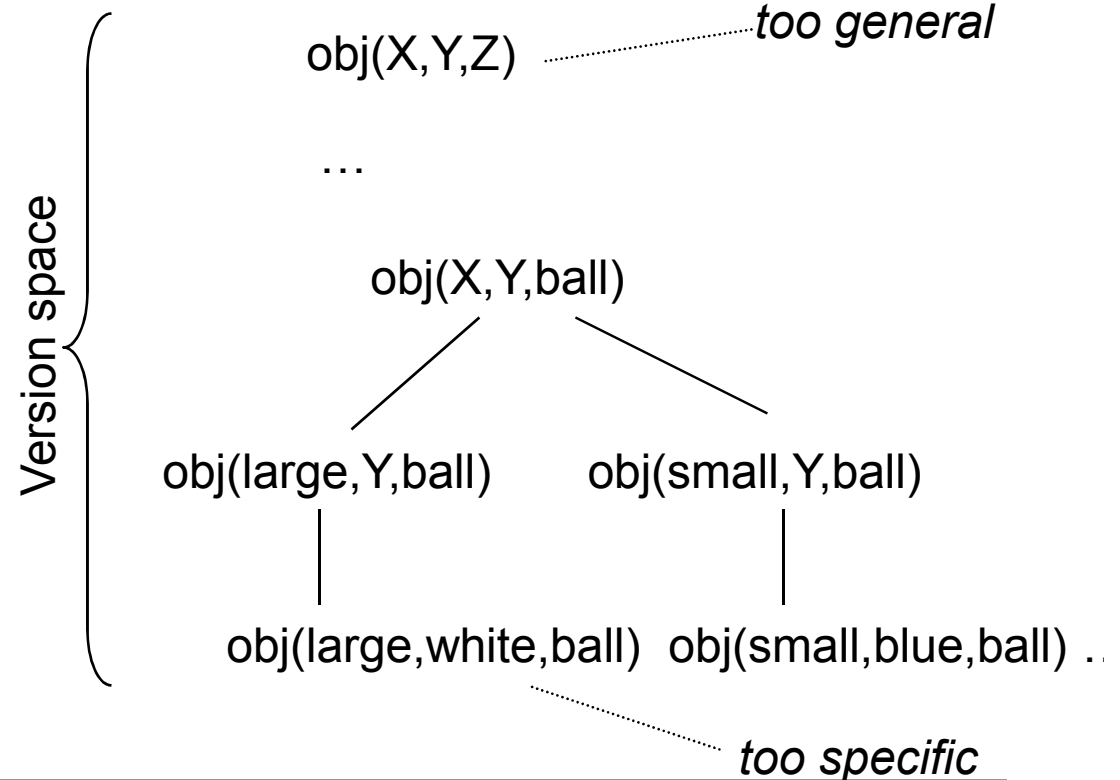 too general
obj(X,Y,Z)
…
Version space
obj(X,Y,ball)
obj(large,Y,ball) obj(small,Y,ball)
obj(large,white,ball) obj(small,blue,ball) ..
too specific